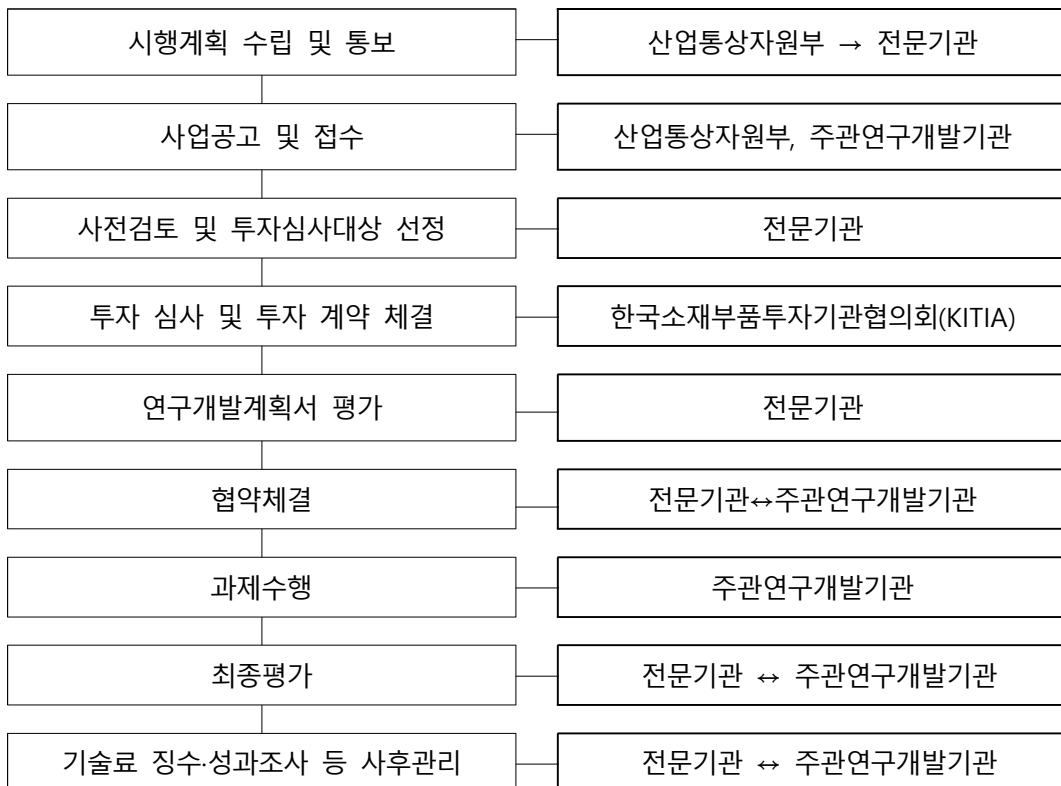 시행계획 수립 및 통보
산업통상자원부 → 전문기관
사업공고 및 접수
산업통상자원부, 주관연구개발기관
사전검토 및 투자심사대상 선정
전문기관
투자 심사 및 투자 계약 체결
한국소재부품투자기관협의회(KITIA)
연구개발계획서 평가
전문기관
협약체결
전문기관↔주관연구개발기관
과제수행
주관연구개발기관
최종평가
전문기관 ↔ 주관연구개발기관
기술료 징수·성과조사 등 사후관리
전문기관 ↔ 주관연구개발기관